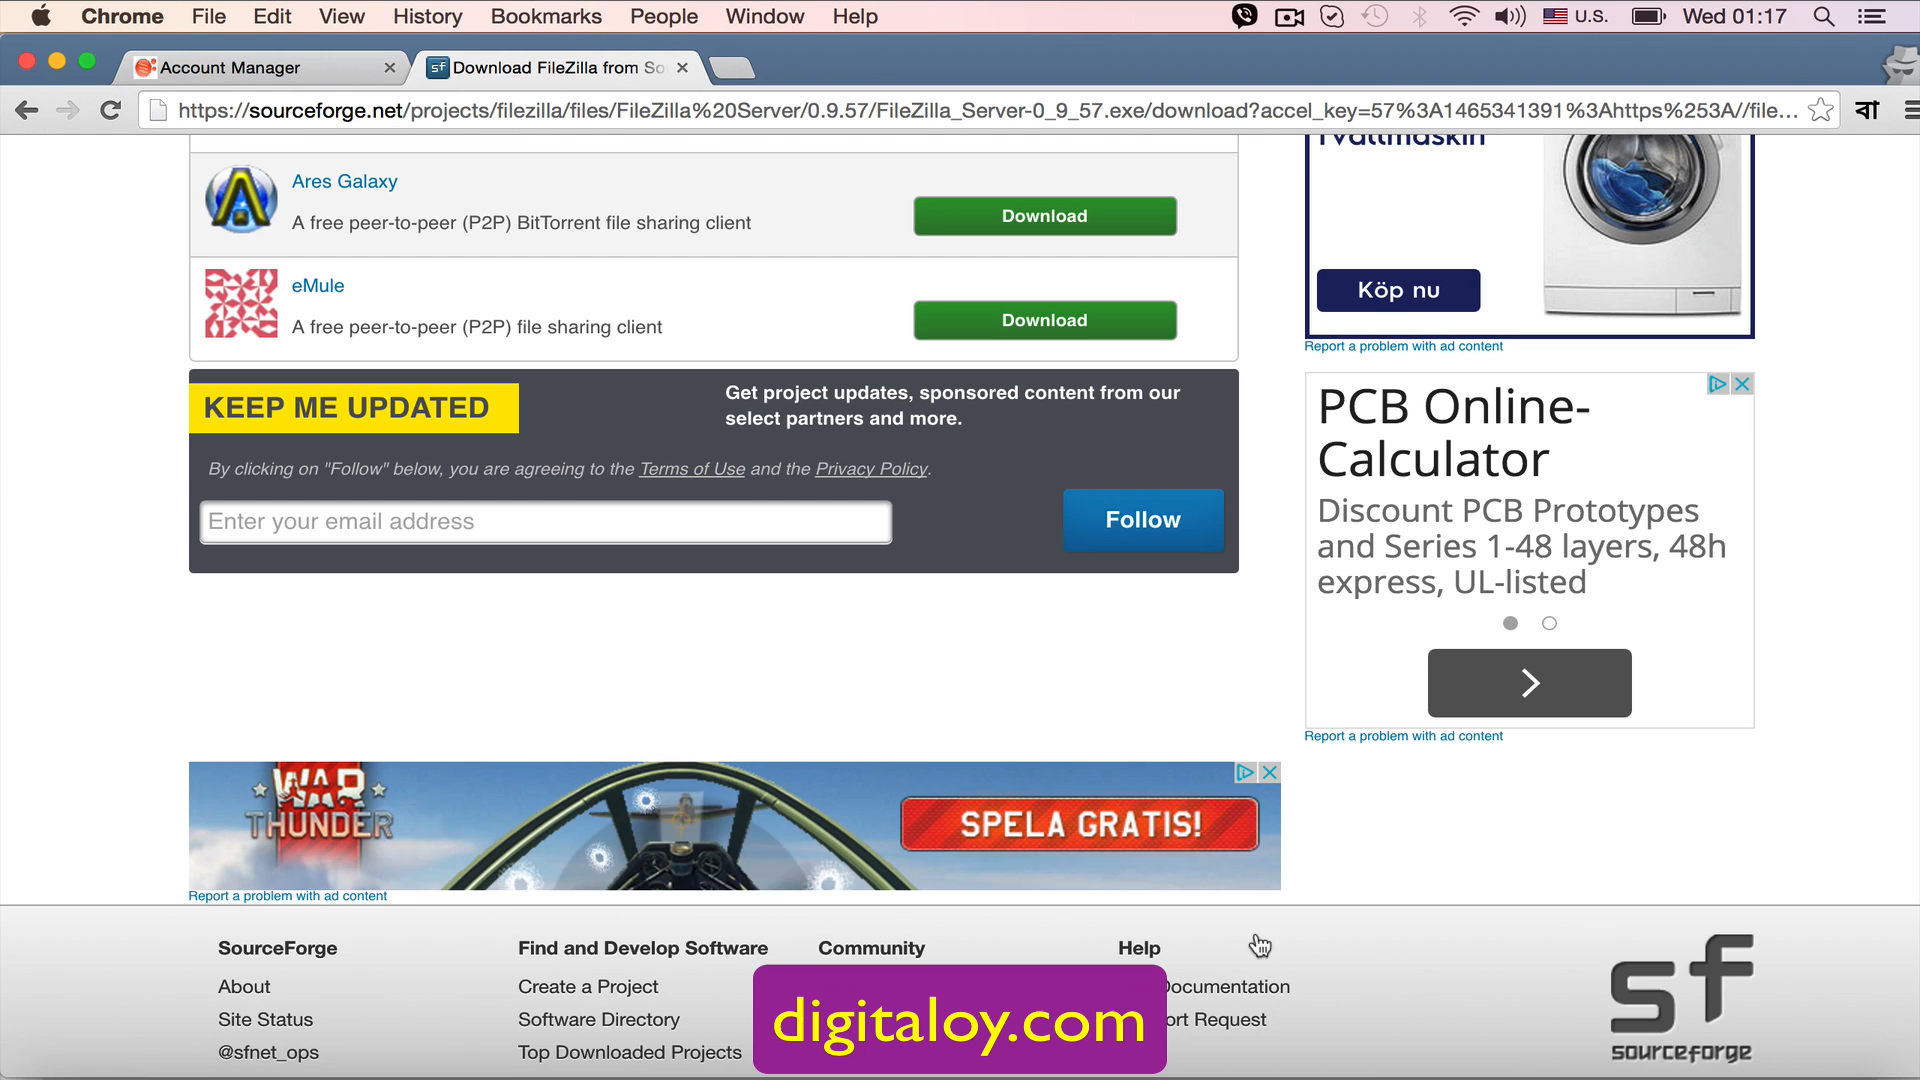 Chrome File Edit View History Bookmarks People Window Help U.S. Wed 01:17
Account Manager
Download FileZilla from So
https://sourceforge.net/projects/filezilla/files/FileZilla%20Server/0.9.57/FileZilla_Server-0_9_57.exe/download?accel_key=57%3A1465341391%3Ahttps%253A//file...
বা
Tvättmaskin
Ares Galaxy
A free peer-to-peer (P2P) BitTorrent file sharing client
Download
eMule
A free peer-to-peer (P2P) file sharing client
Download
Köp nu
Report a problem with ad content
KEEP ME UPDATED
Get project updates, sponsored content from our
select partners and more.
By clicking on "Follow" below, you are agreeing to the Terms of Use and the Privacy Policy.
Enter your email address
Follow
PCB Online-
Calculator
Discount PCB Prototypes
and Series 1-48 layers, 48h
express, UL-listed
Report a problem with ad content
WAR
THUNDER
SPELA GRATIS!
Report a problem with ad content
SourceForge
About
Site Status
@sfnet_ops
Find and Develop Software
Create a Project
Software Directory
Top Downloaded Projects
Community
Help
Documentation
ort Request
digitaloy.com
sf
sourceforge